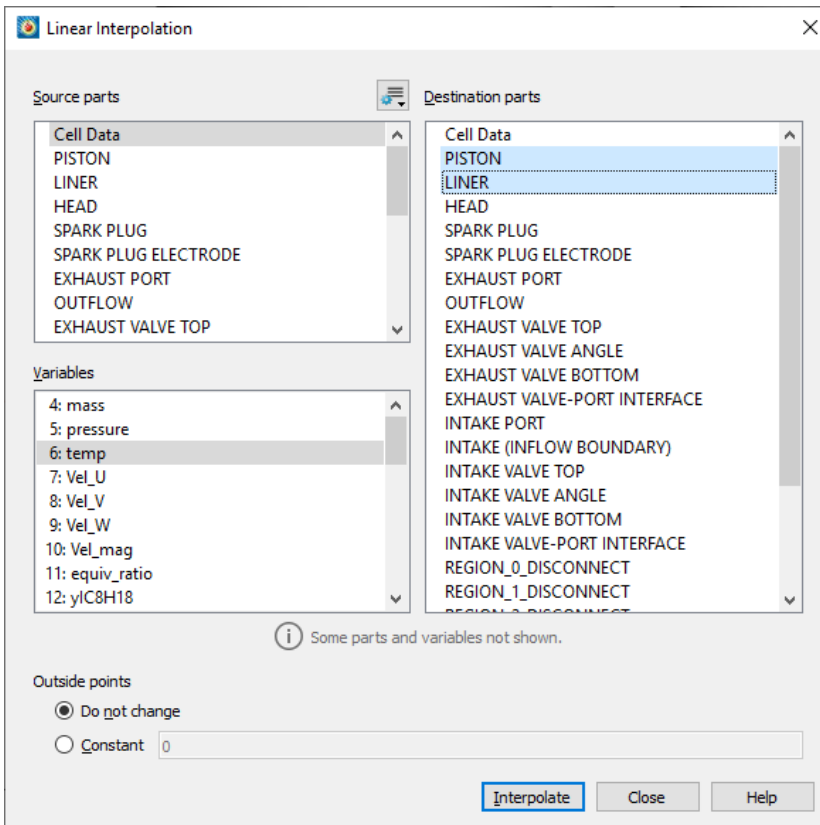 Linear Interpolation
Source parts
Cell Data
PISTON
LINER
HEAD
SPARK PLUG
SPARK PLUG ELECTRODE
EXHAUST PORT
OUTFLOW
EXHAUST VALVE TOP
Variables
4: mass
5: pressure
6: temp
7: Vel_U
8: Vel_V
9: Vel_W
10: Vel_mag
11: equiv_ratio
12: yIC8H18
Destination parts
Cell Data
PISTON
LINER
HEAD
SPARK PLUG
SPARK PLUG ELECTRODE
EXHAUST PORT
OUTFLOW
EXHAUST VALVE TOP
EXHAUST VALVE ANGLE
EXHAUST VALVE BOTTOM
EXHAUST VALVE-PORT INTERFACE
INTAKE PORT
INTAKE (INFLOW BOUNDARY)
INTAKE VALVE TOP
INTAKE VALVE ANGLE
INTAKE VALVE BOTTOM
INTAKE VALVE-PORT INTERFACE
REGION_0_DISCONNECT
REGION_1_DISCONNECT
Some parts and variables not shown.
Outside points
Do not change
Constant 0
Interpolate Close Help